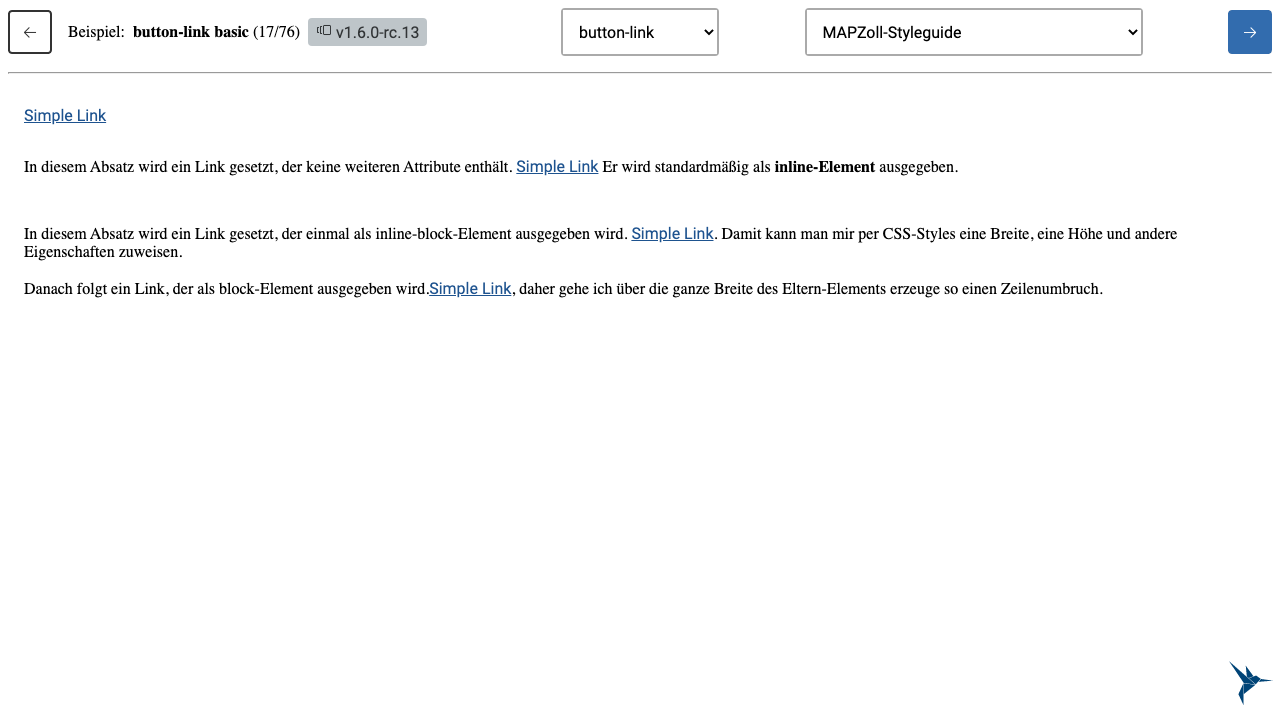 ← Beispiel: button-link basic (17/76) v1.6.0-rc.13 button-link MAPZoll-Styleguide →
Simple Link
In diesem Absatz wird ein Link gesetzt, der keine weiteren Attribute enthält. Simple Link Er wird standardmäßig als inline-Element ausgegeben.
In diesem Absatz wird ein Link gesetzt, der einmal als inline-block-Element ausgegeben wird. Simple Link. Damit kann man mir per CSS-Styles eine Breite, eine Höhe und andere
Eigenschaften zuweisen.
Danach folgt ein Link, der als block-Element ausgegeben wird.Simple Link, daher gehe ich über die ganze Breite des Eltern-Elements erzeuge so einen Zeilenumbruch.